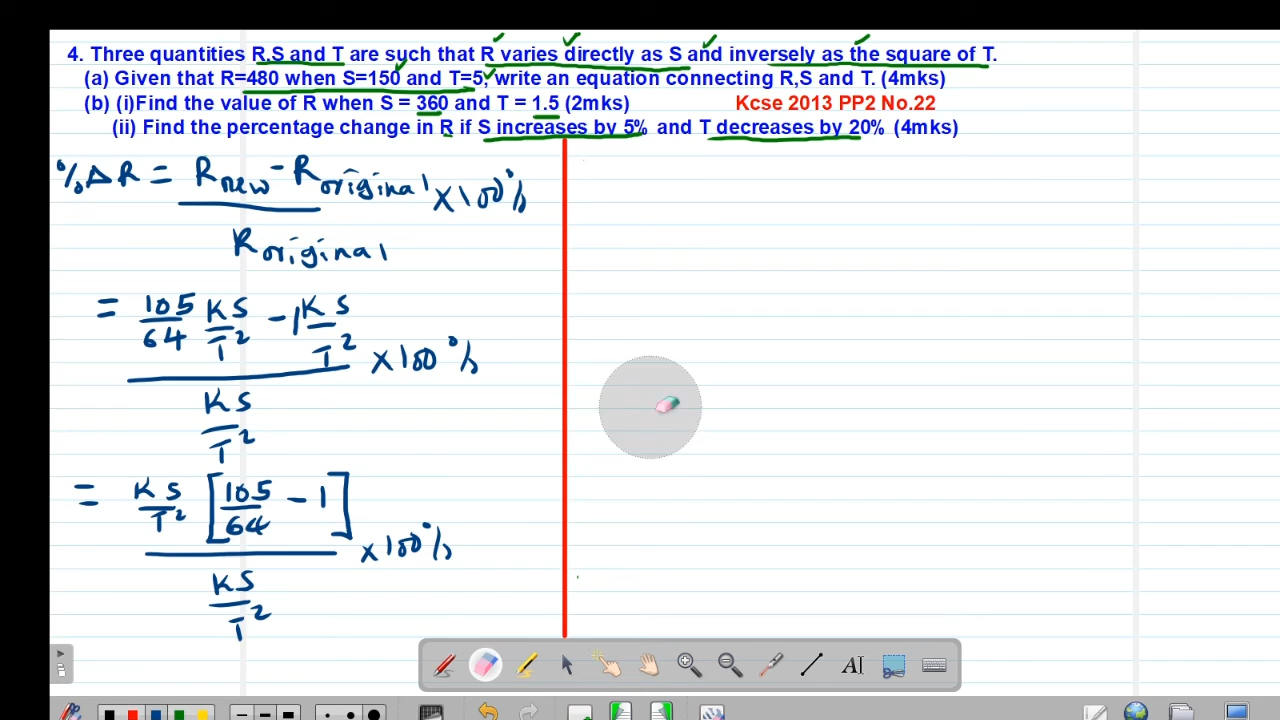 4. Three quantities R,S and T are such that R varies directly as S and inversely as the square of T.
(a) Given that R=480 when S=150 and T=5, write an equation connecting R,S and T. (4mks)
(b) (i)Find the value of R when S = 360 and T = 1.5 (2mks) Kcse 2013 PP2 No.22
(ii) Find the percentage change in R if S increases by 5% and T decreases by 20% (4mks)
%ΔR = Rnew - Roriginal x100%
Roriginal
= 105/64 KS/T² - 1KS/T² x100%
KS/T²
= KS/T² [105/64 - 1] x100%
KS/T²
AI